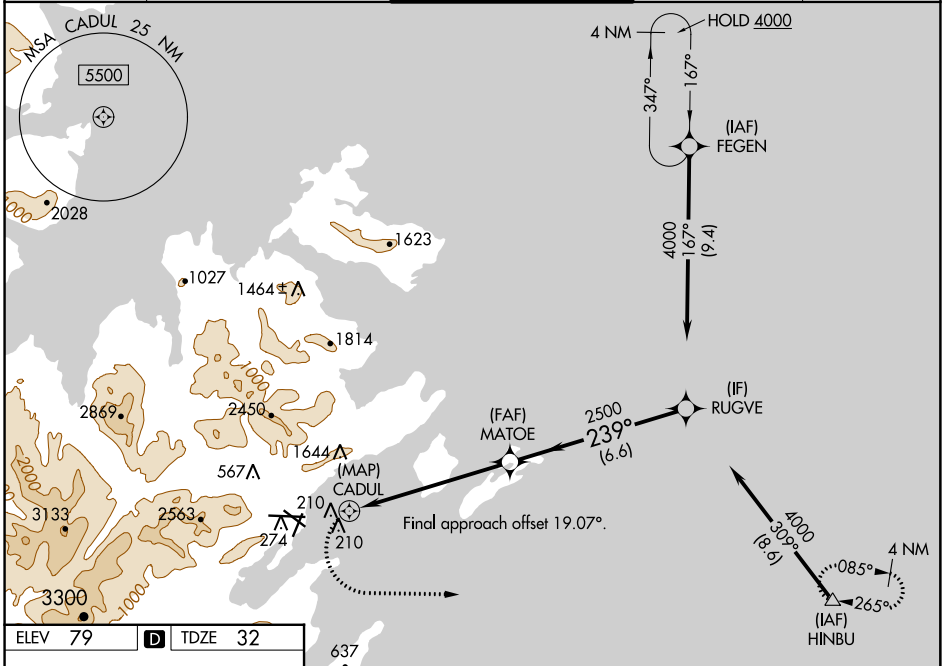 MSA CADUL 25 NM
5500
4 NM
HOLD 4000
347°
167°
(IAF)
FEGEN
4000
167°
(9.4)
2028
1000
1623
1027
1464±
1814
1000
2869
2450
(IF)
RUGVE
2500
239°
(6.6)
(FAF)
MATOE
1644
567
(MAP)
CADUL
2000
210
210
274
Final approach offset 19.07°.
3133
2563
4000
309°
(8.6)
4 NM
085°
265°
(IAF)
HINBU
3300
1000
ELEV 79
D
TDZE 32
637